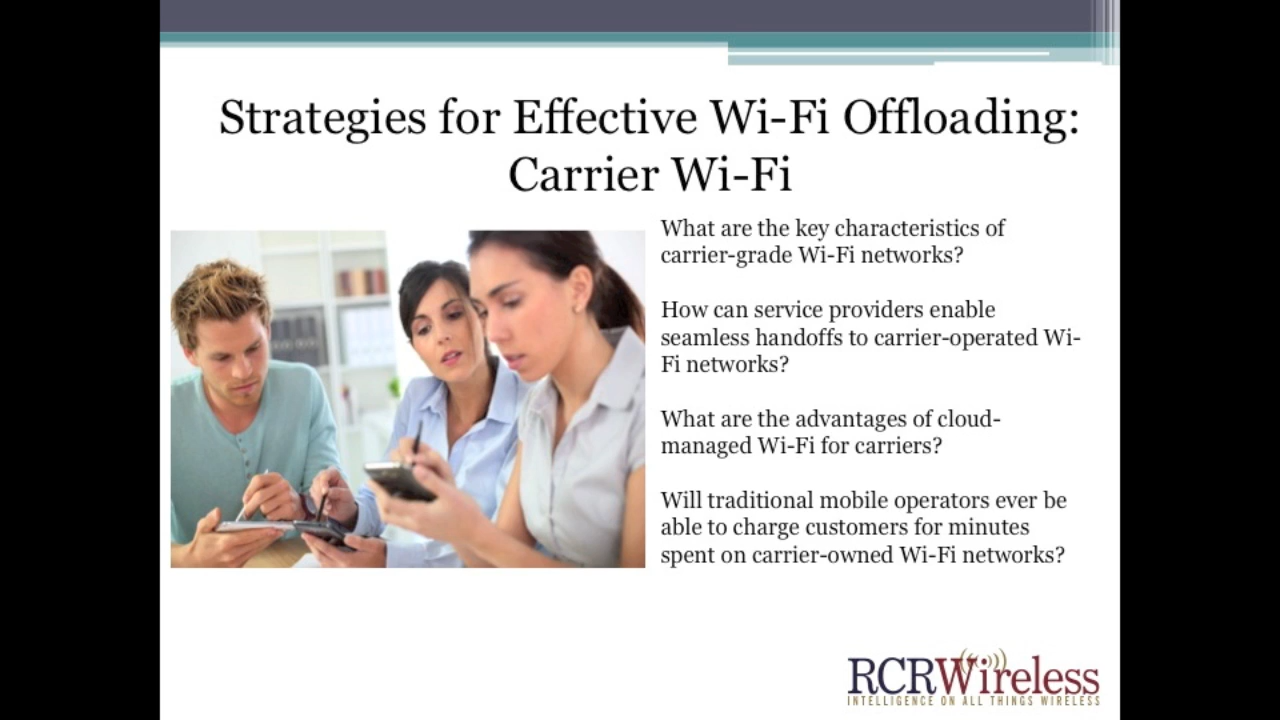 Strategies for Effective Wi-Fi Offloading:
Carrier Wi-Fi
What are the key characteristics of
carrier-grade Wi-Fi networks?
How can service providers enable
seamless handoffs to carrier-operated Wi-
Fi networks?
What are the advantages of cloud-
managed Wi-Fi for carriers?
Will traditional mobile operators ever be
able to charge customers for minutes
spent on carrier-owned Wi-Fi networks?
RCRWireless
INTELLIGENCE ON ALL THINGS WIRELESS